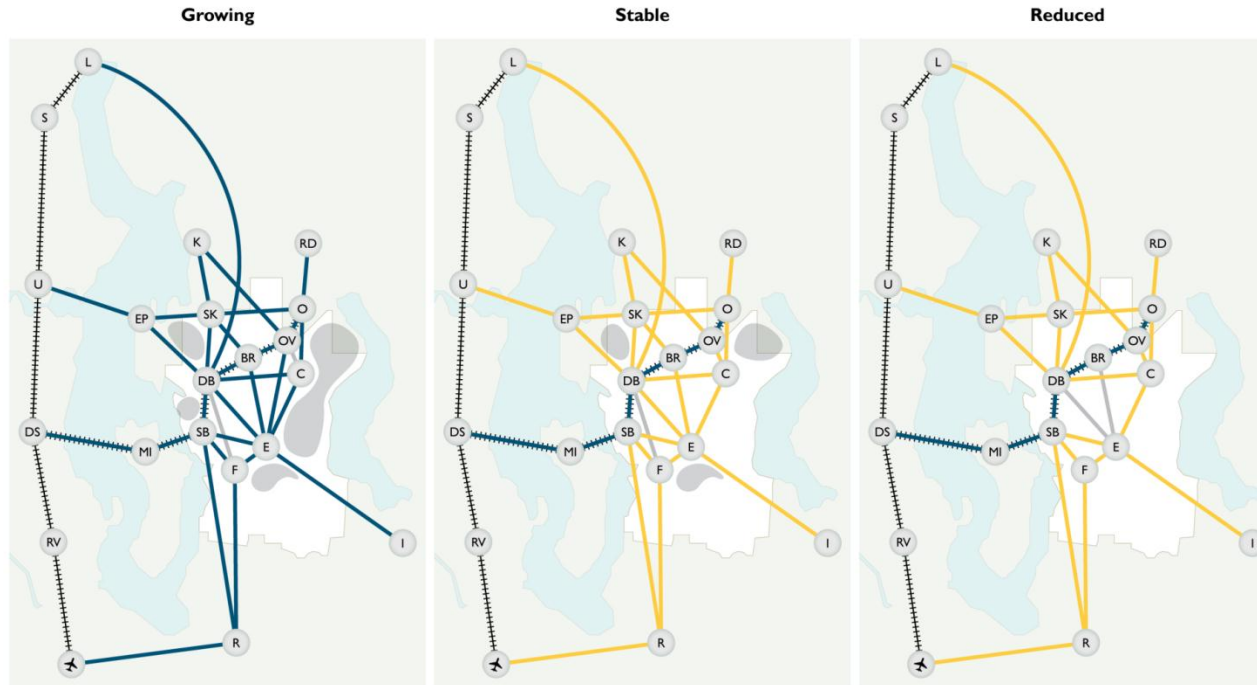 Growing
Stable
Reduced
L
S
K
RD
U
EP
SK
O
OV
BR
DB
C
DS
SB
MI
E
F
RV
I
R
L
S
K
RD
U
EP
SK
O
OV
BR
DB
C
DS
SB
MI
E
F
RV
I
R
L
S
K
RD
U
EP
SK
O
OV
BR
DB
C
DS
SB
MI
E
F
RV
I
R